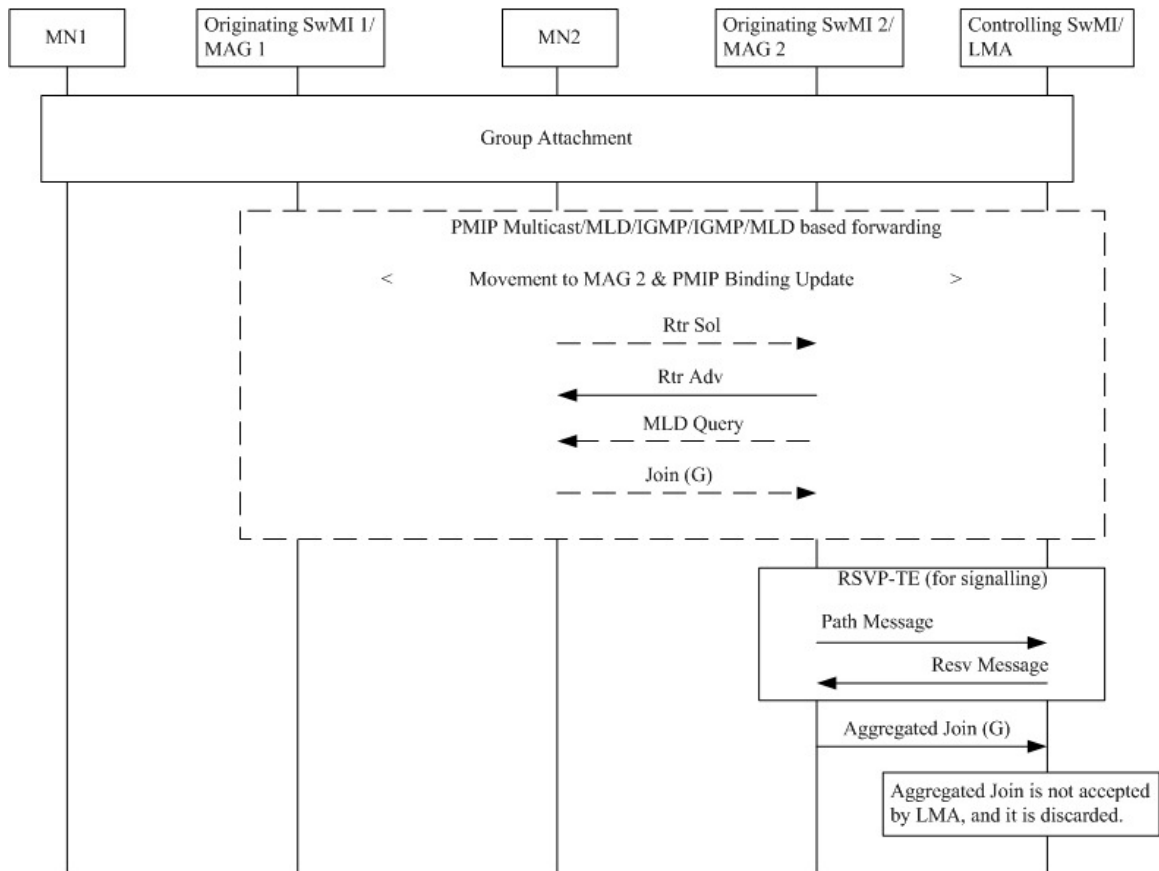 MN1
Originating SwMI 1/
MAG 1
MN2
Originating SwMI 2/
MAG 2
Controlling SwMI/
LMA
Group Attachment
PMIP Multicast/MLD/IGMP/IGMP/MLD based forwarding
< Movement to MAG 2 & PMIP Binding Update >
Rtr Sol
Rtr Adv
MLD Query
Join (G)
RSVP-TE (for signalling)
Path Message
Resv Message
Aggregated Join (G)
Aggregated Join is not accepted
by LMA, and it is discarded.